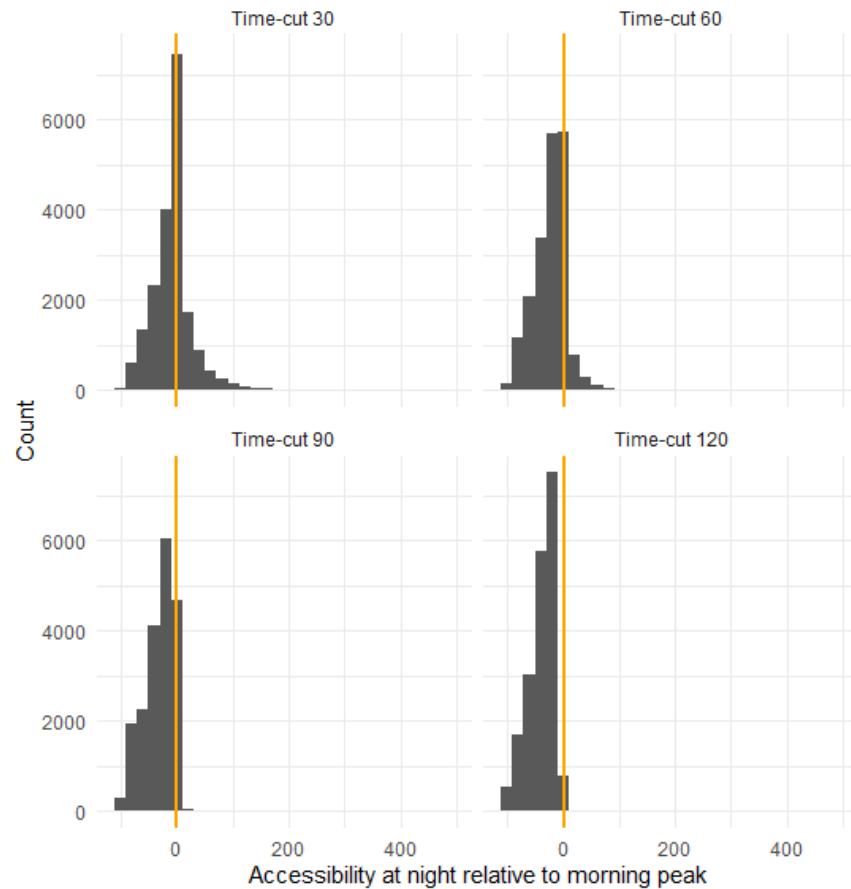 Time-cut 30
Time-cut 60
6000
4000
2000
0
Count
Time-cut 90
Time-cut 120
6000
4000
2000
0
0 200 400
0 200 400
Accessibility at night relative to morning peak